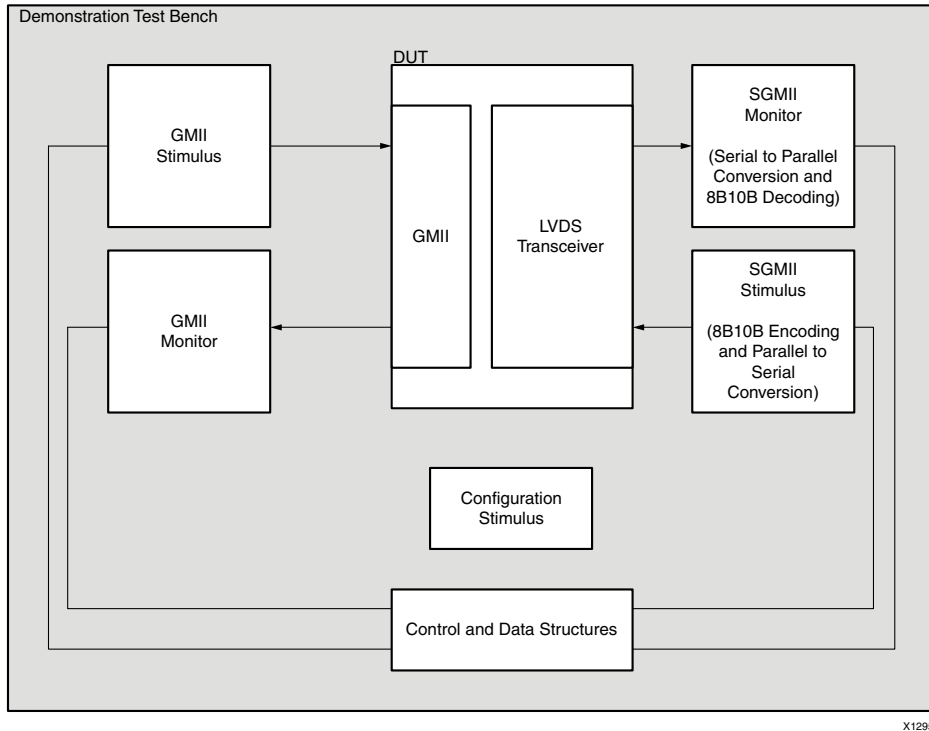 Demonstration Test Bench
DUT
GMII
Stimulus
GMII
Monitor
GMII
LVDS
Transceiver
SGMII
Monitor
(Serial to Parallel
Conversion and
8B10B Decoding)
SGMII
Stimulus
(8B10B Encoding
and Parallel to
Serial
Conversion)
Configuration
Stimulus
Control and Data Structures